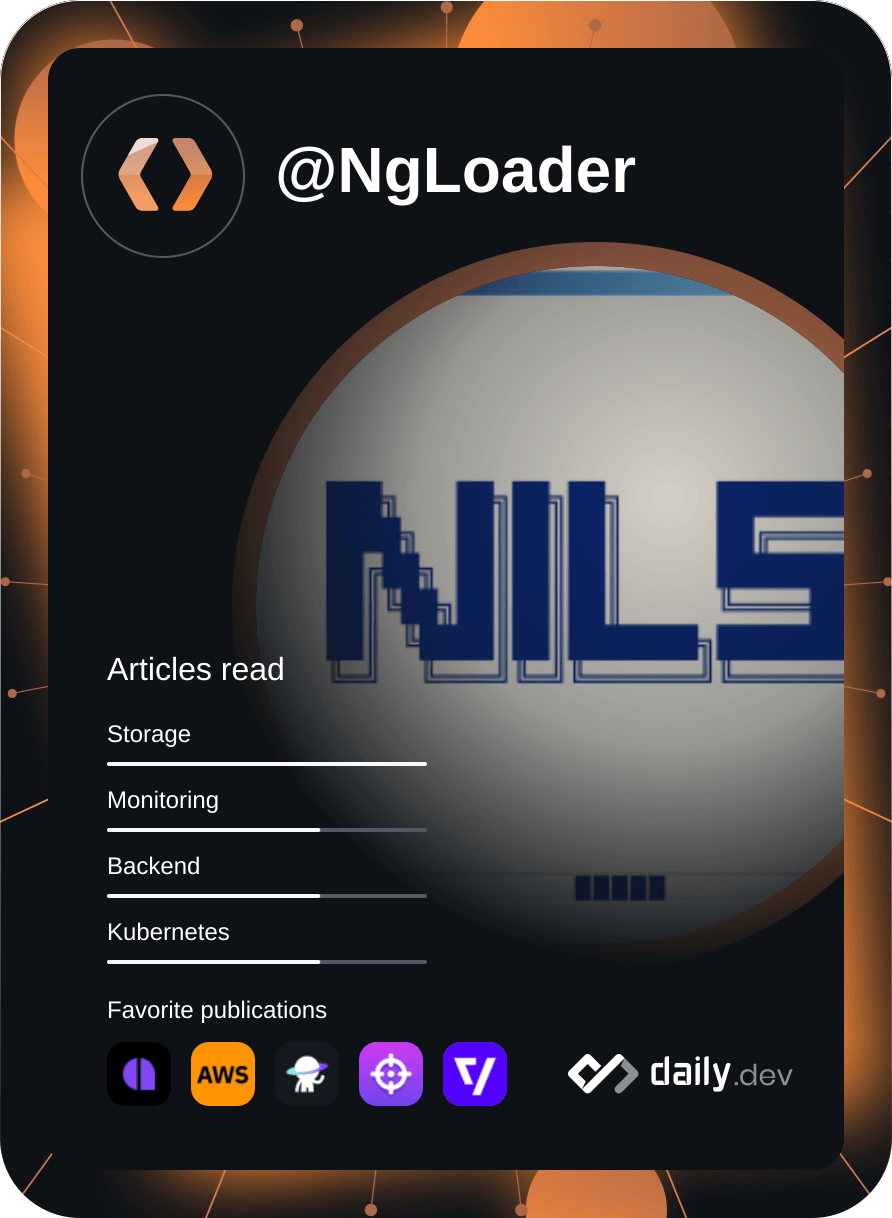 @NgLoader
NILS
Articles read
Storage
Monitoring
Backend
Kubernetes
Favorite publications
AWS
daily.dev